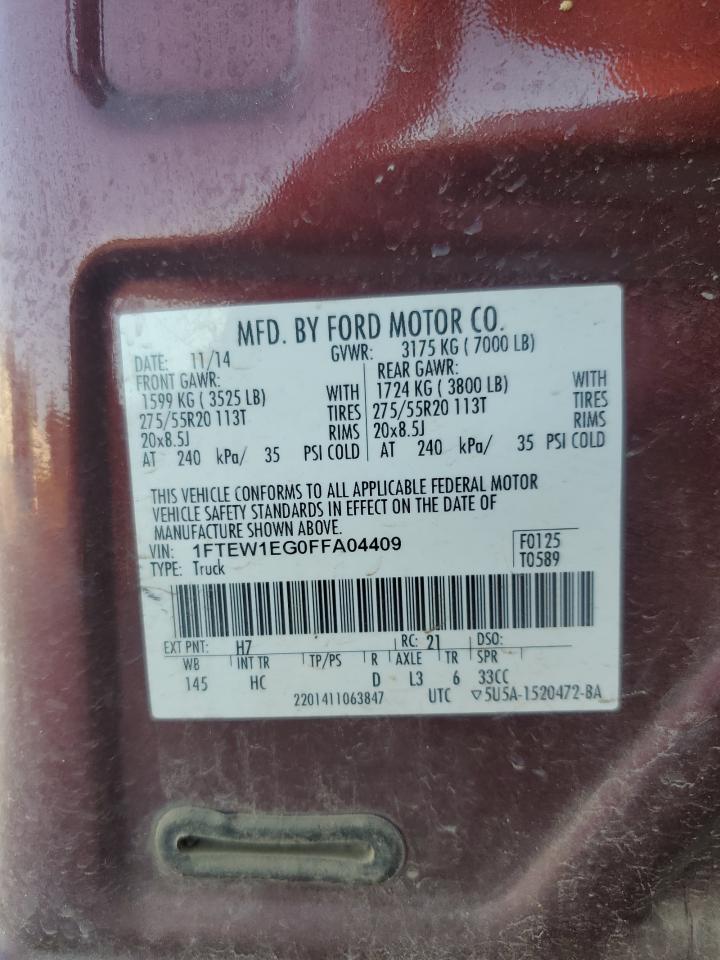 MFD. BY FORD MOTOR CO.
DATE: 11/14 GVWR: 3175 KG ( 7000 LB)
FRONT GAWR: REAR GAWR:
1599 KG ( 3525 LB) WITH 1724 KG ( 3800 LB) WITH
275/55R20 113T TIRES 275/55R20 113T TIRES
20x8.5J RIMS 20x8.5J RIMS
AT 240 kPa/ 35 PSI COLD AT 240 kPa/ 35 PSI COLD
THIS VEHICLE CONFORMS TO ALL APPLICABLE FEDERAL MOTOR
VEHICLE SAFETY STANDARDS IN EFFECT ON THE DATE OF
MANUFACTURE SHOWN ABOVE.
VIN: 1FTEW1EG0FFA04409 F0125
TYPE: Truck T0589
EXT PNT: H7 RC: 21 DSO:
WB INT TR TP/PS R AXLE TR SPR
145 HC D L3 6 33CC
2201411063847 UTC ▽5U5A-1520472-BA